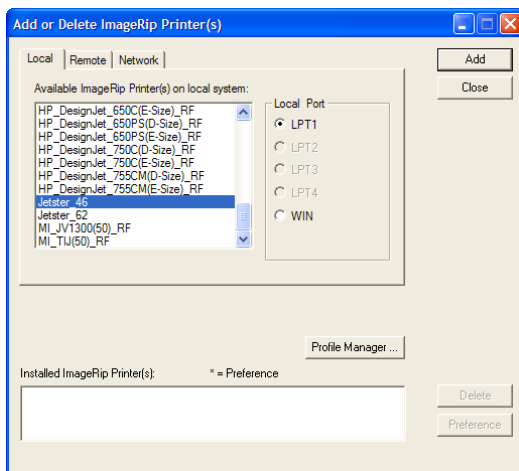 Add or Delete ImageRip Printer(s)
Local Remote Network
Add
Close
Available ImageRip Printer(s) on local system:
HP_DesignJet_650C(E-Size)_RF
HP_DesignJet_650PS(D-Size)_RF
HP_DesignJet_650PS(E-Size)_RF
HP_DesignJet_750C(D-Size)_RF
HP_DesignJet_750C(E-Size)_RF
HP_DesignJet_755CM(D-Size)_RF
HP_DesignJet_755CM(E-Size)_RF
Jetster_46
Jetster_62
MI_JV1300(50)_RF
MI_TIJ(50)_RF
Local Port
LPT1
LPT2
LPT3
LPT4
WIN
Profile Manager ...
Installed ImageRip Printer(s): * = Preference
Delete
Preference